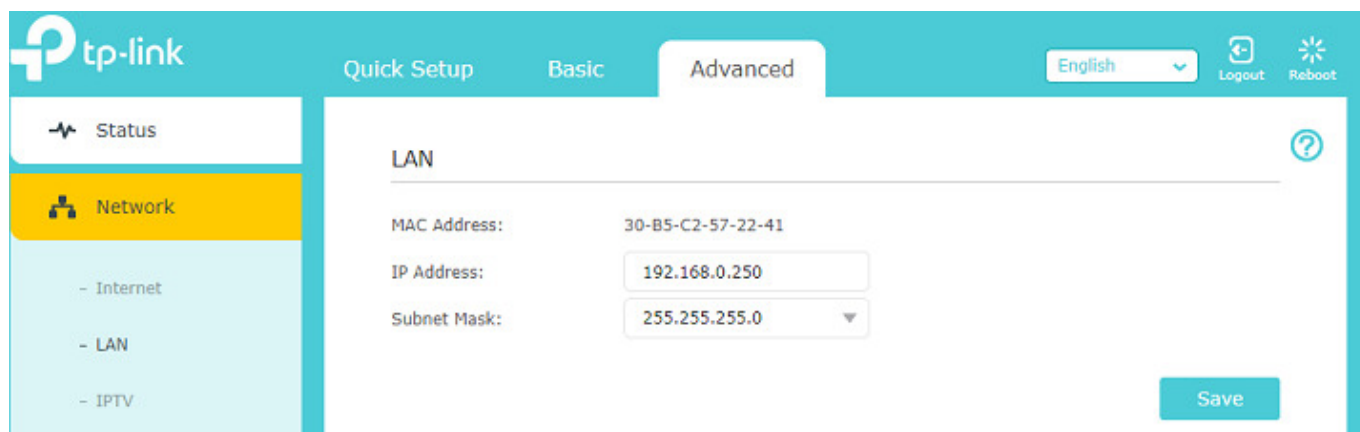 tp-link
Quick Setup Basic Advanced English Logout Reboot
Status
LAN
Network
MAC Address: 30-B5-C2-57-22-41
IP Address: 192.168.0.250
- Internet
Subnet Mask: 255.255.255.0
- LAN
- IPTV
Save